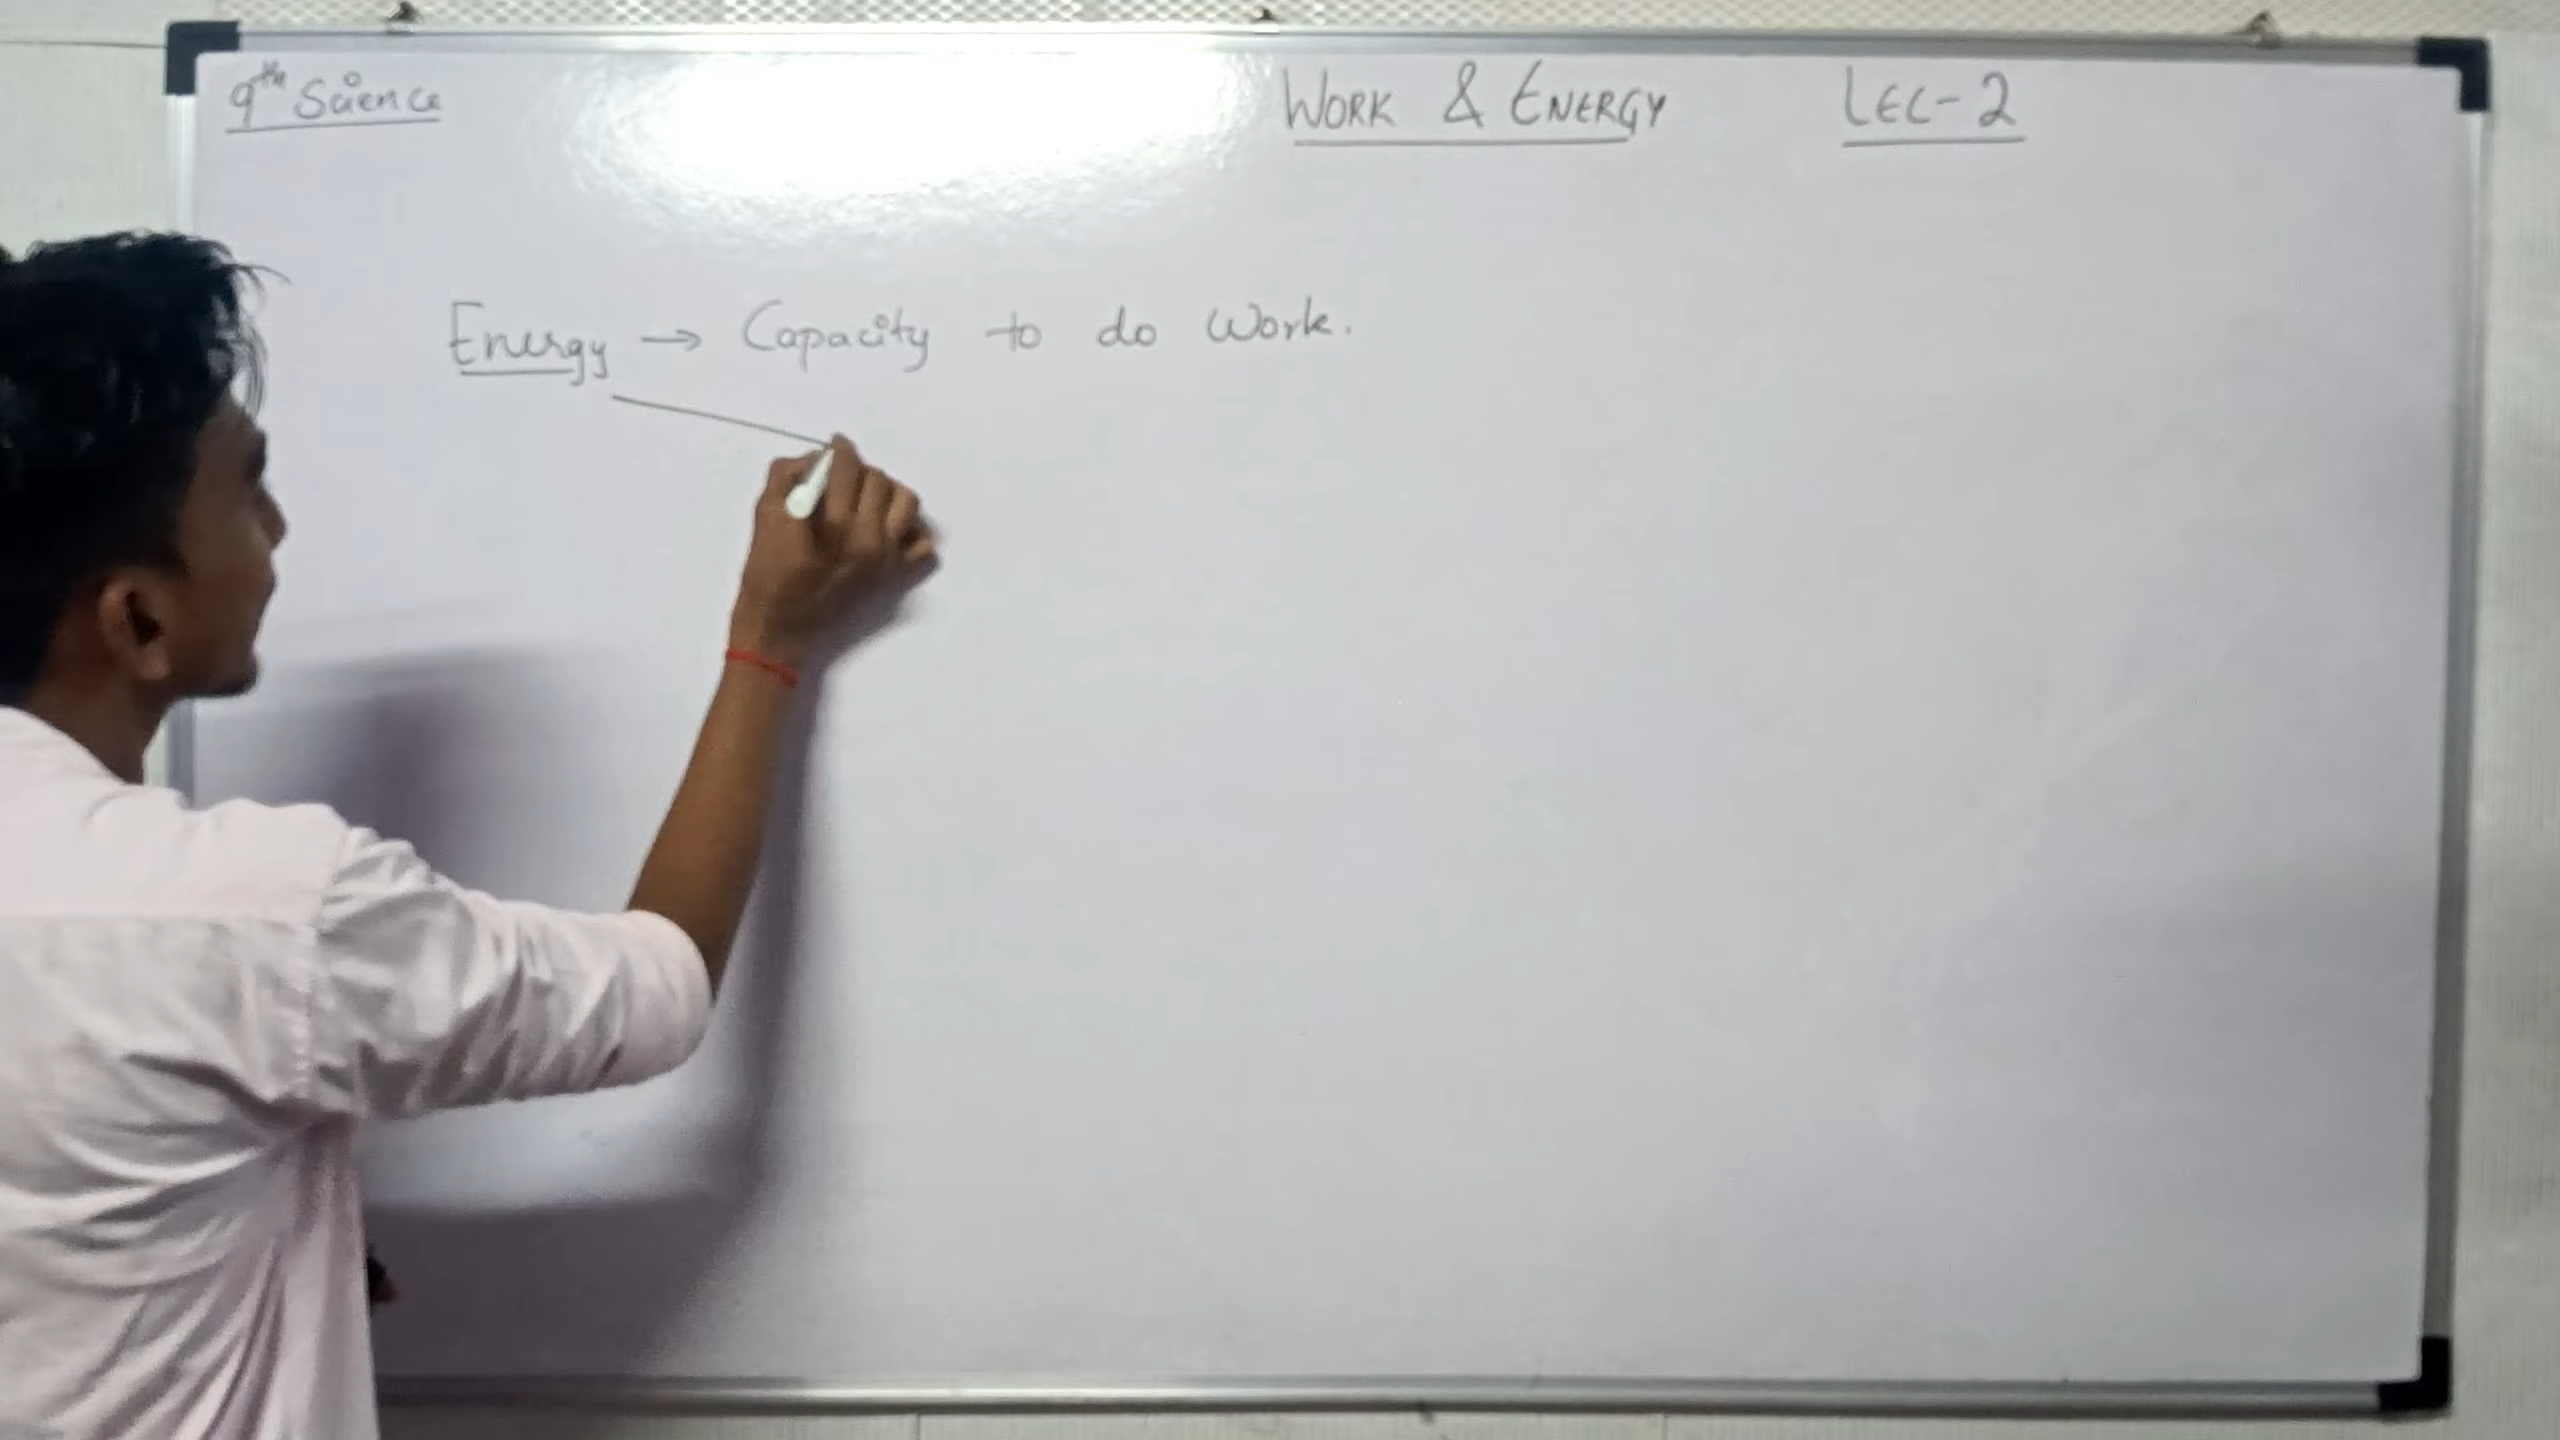 9th Science WORK & ENERGY LEC-2
Energy → Capacity to do Work.